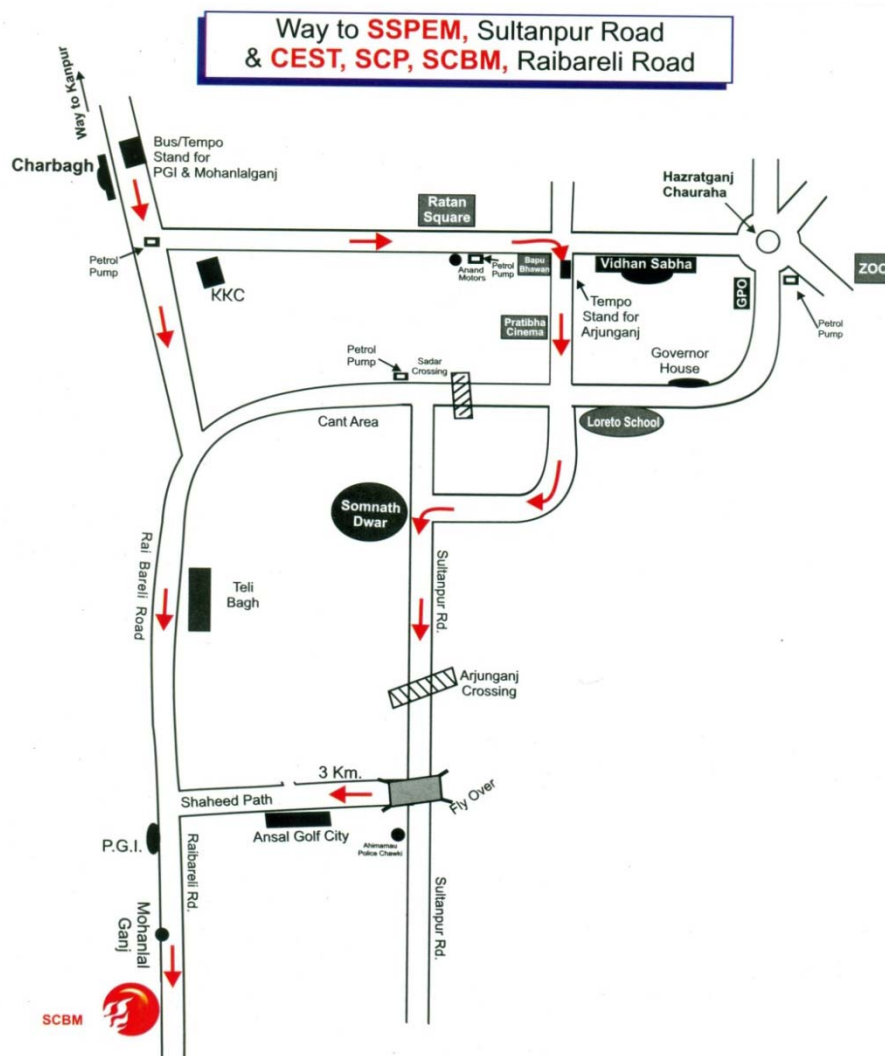 Way to SSPEM, Sultanpur Road
& CEST, SCP, SCBM, Raibareli Road
Way to Kanpur
Charbagh
Bus/Tempo
Stand for
PGI & Mohanlalganj
Ratan
Square
Hazratganj
Chauraha
Petrol
Pump
KKC
Anand
Motors
Petrol
Pump
Bapu
Bhawan
Vidhan Sabha
ZOO
GPO
Tempo
Stand for
Arjunganj
Pratibha
Cinema
Petrol
Pump
Petrol
Pump
Sadar
Crossing
Governor
House
Cant Area
Loreto School
Somnath
Dwar
Rai Bareli Road
Sultanpur Rd.
Teli
Bagh
Arjunganj
Crossing
3 Km.
Shaheed Path
Fly Over
Ansal Golf City
Ahimamau
Police Chawki
P.G.I.
Raibareli Rd.
Sultanpur Rd.
Mohanlal
Ganj
SCBM